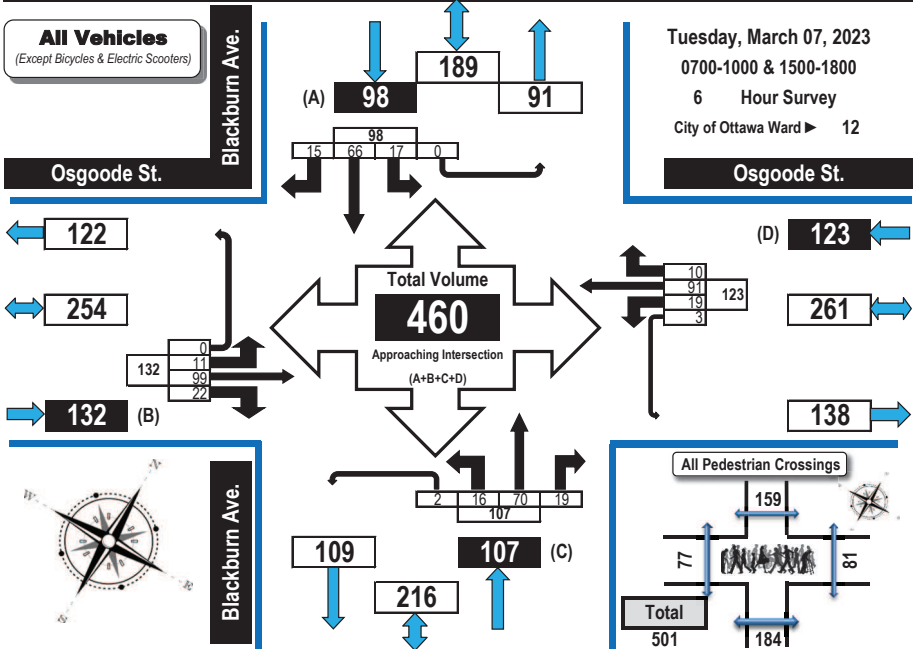 All Vehicles
(Except Bicycles & Electric Scooters)
Blackburn Ave.
Osgoode St.
189
(A) 98
91
98
15 66 17 0
Tuesday, March 07, 2023
0700-1000 & 1500-1800
6 Hour Survey
City of Ottawa Ward ► 12
Osgoode St.
122
254
132 (B)
0
11
99
22
132
Total Volume
460
Approaching Intersection
(A+B+C+D)
10
91
19
3
123
(D) 123
261
138
2 16 70 19
107
109
216
107 (C)
Blackburn Ave.
N
W
E
S
All Pedestrian Crossings
159
77
81
184
Total
501